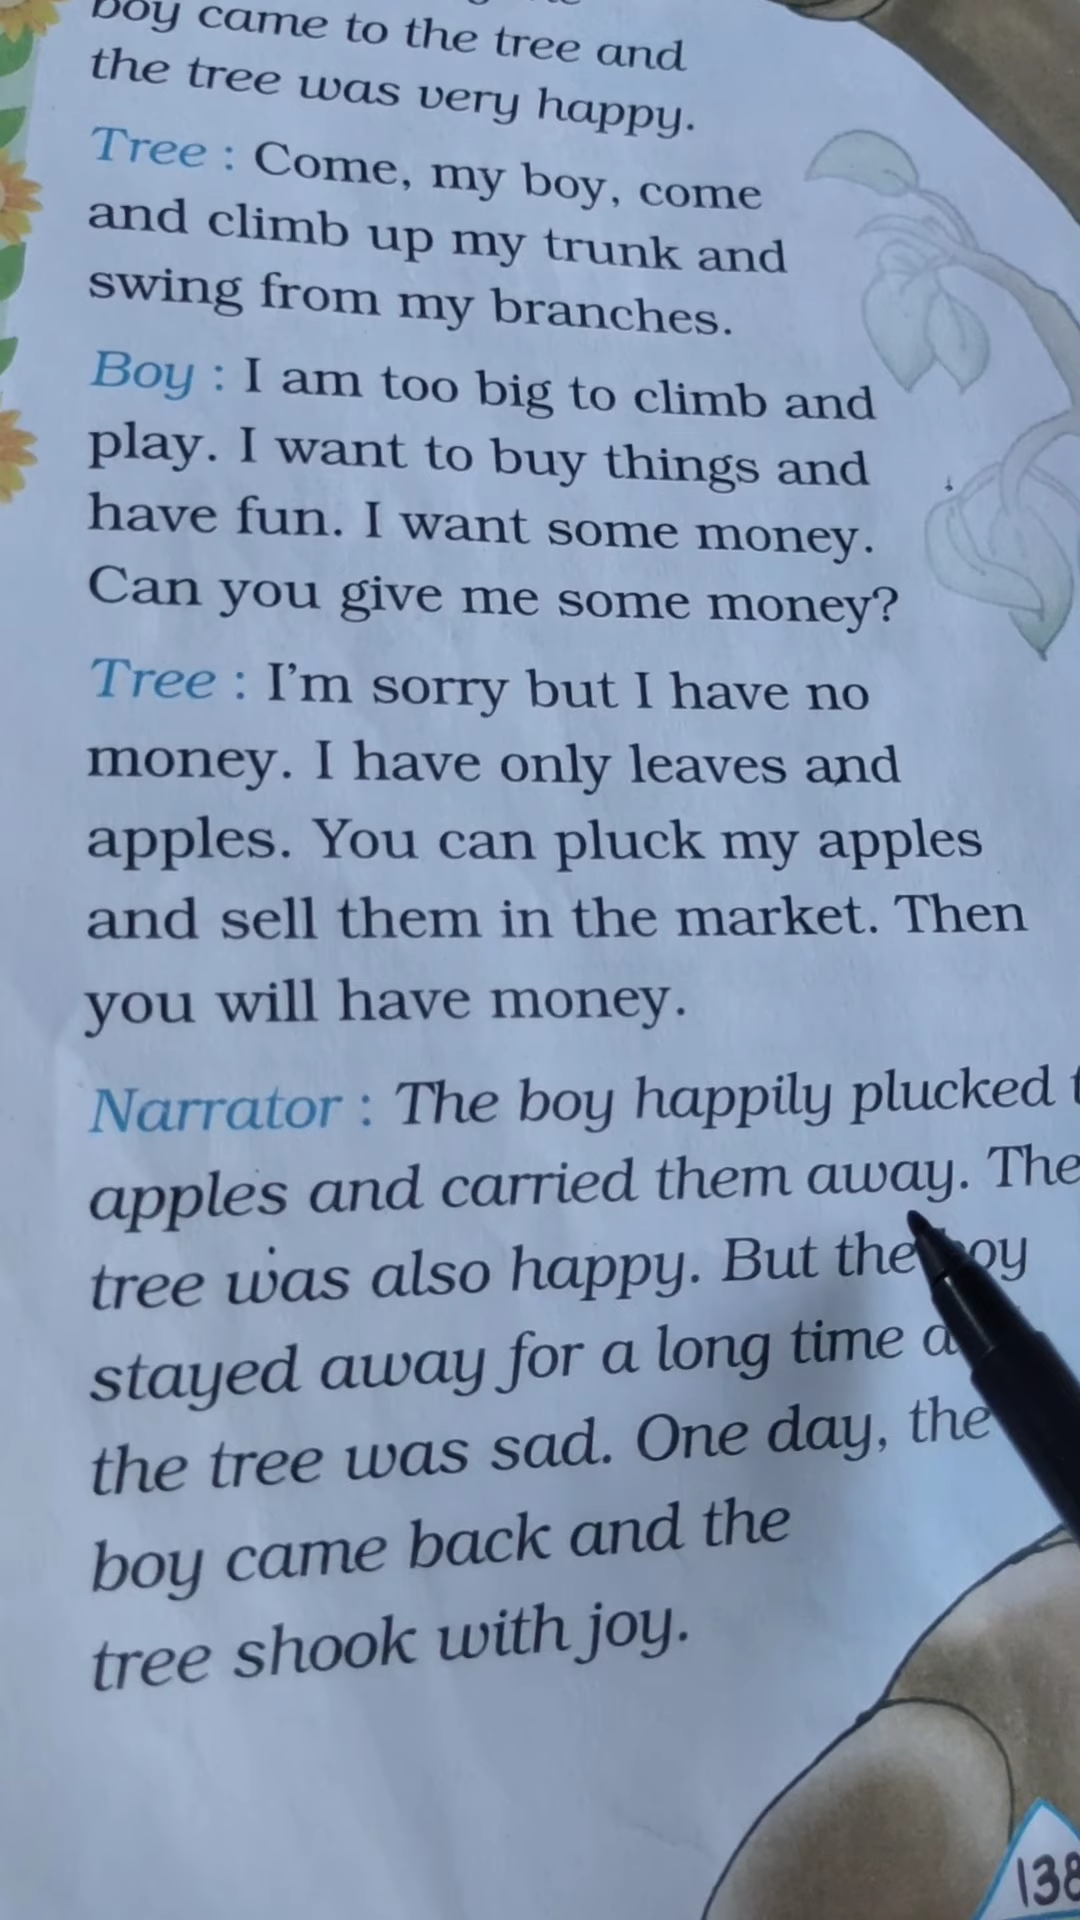 boy came to the tree and
the tree was very happy.
Tree : Come, my boy, come
and climb up my trunk and
swing from my branches.
Boy : I am too big to climb and
play. I want to buy things and
have fun. I want some money.
Can you give me some money?
Tree : I'm sorry but I have no
money. I have only leaves and
apples. You can pluck my apples
and sell them in the market. Then
you will have money.
Narrator : The boy happily plucked
apples and carried them away. The
tree was also happy. But the boy
stayed away for a long time
the tree was sad. One day, the
boy came back and the
tree shook with joy.
138